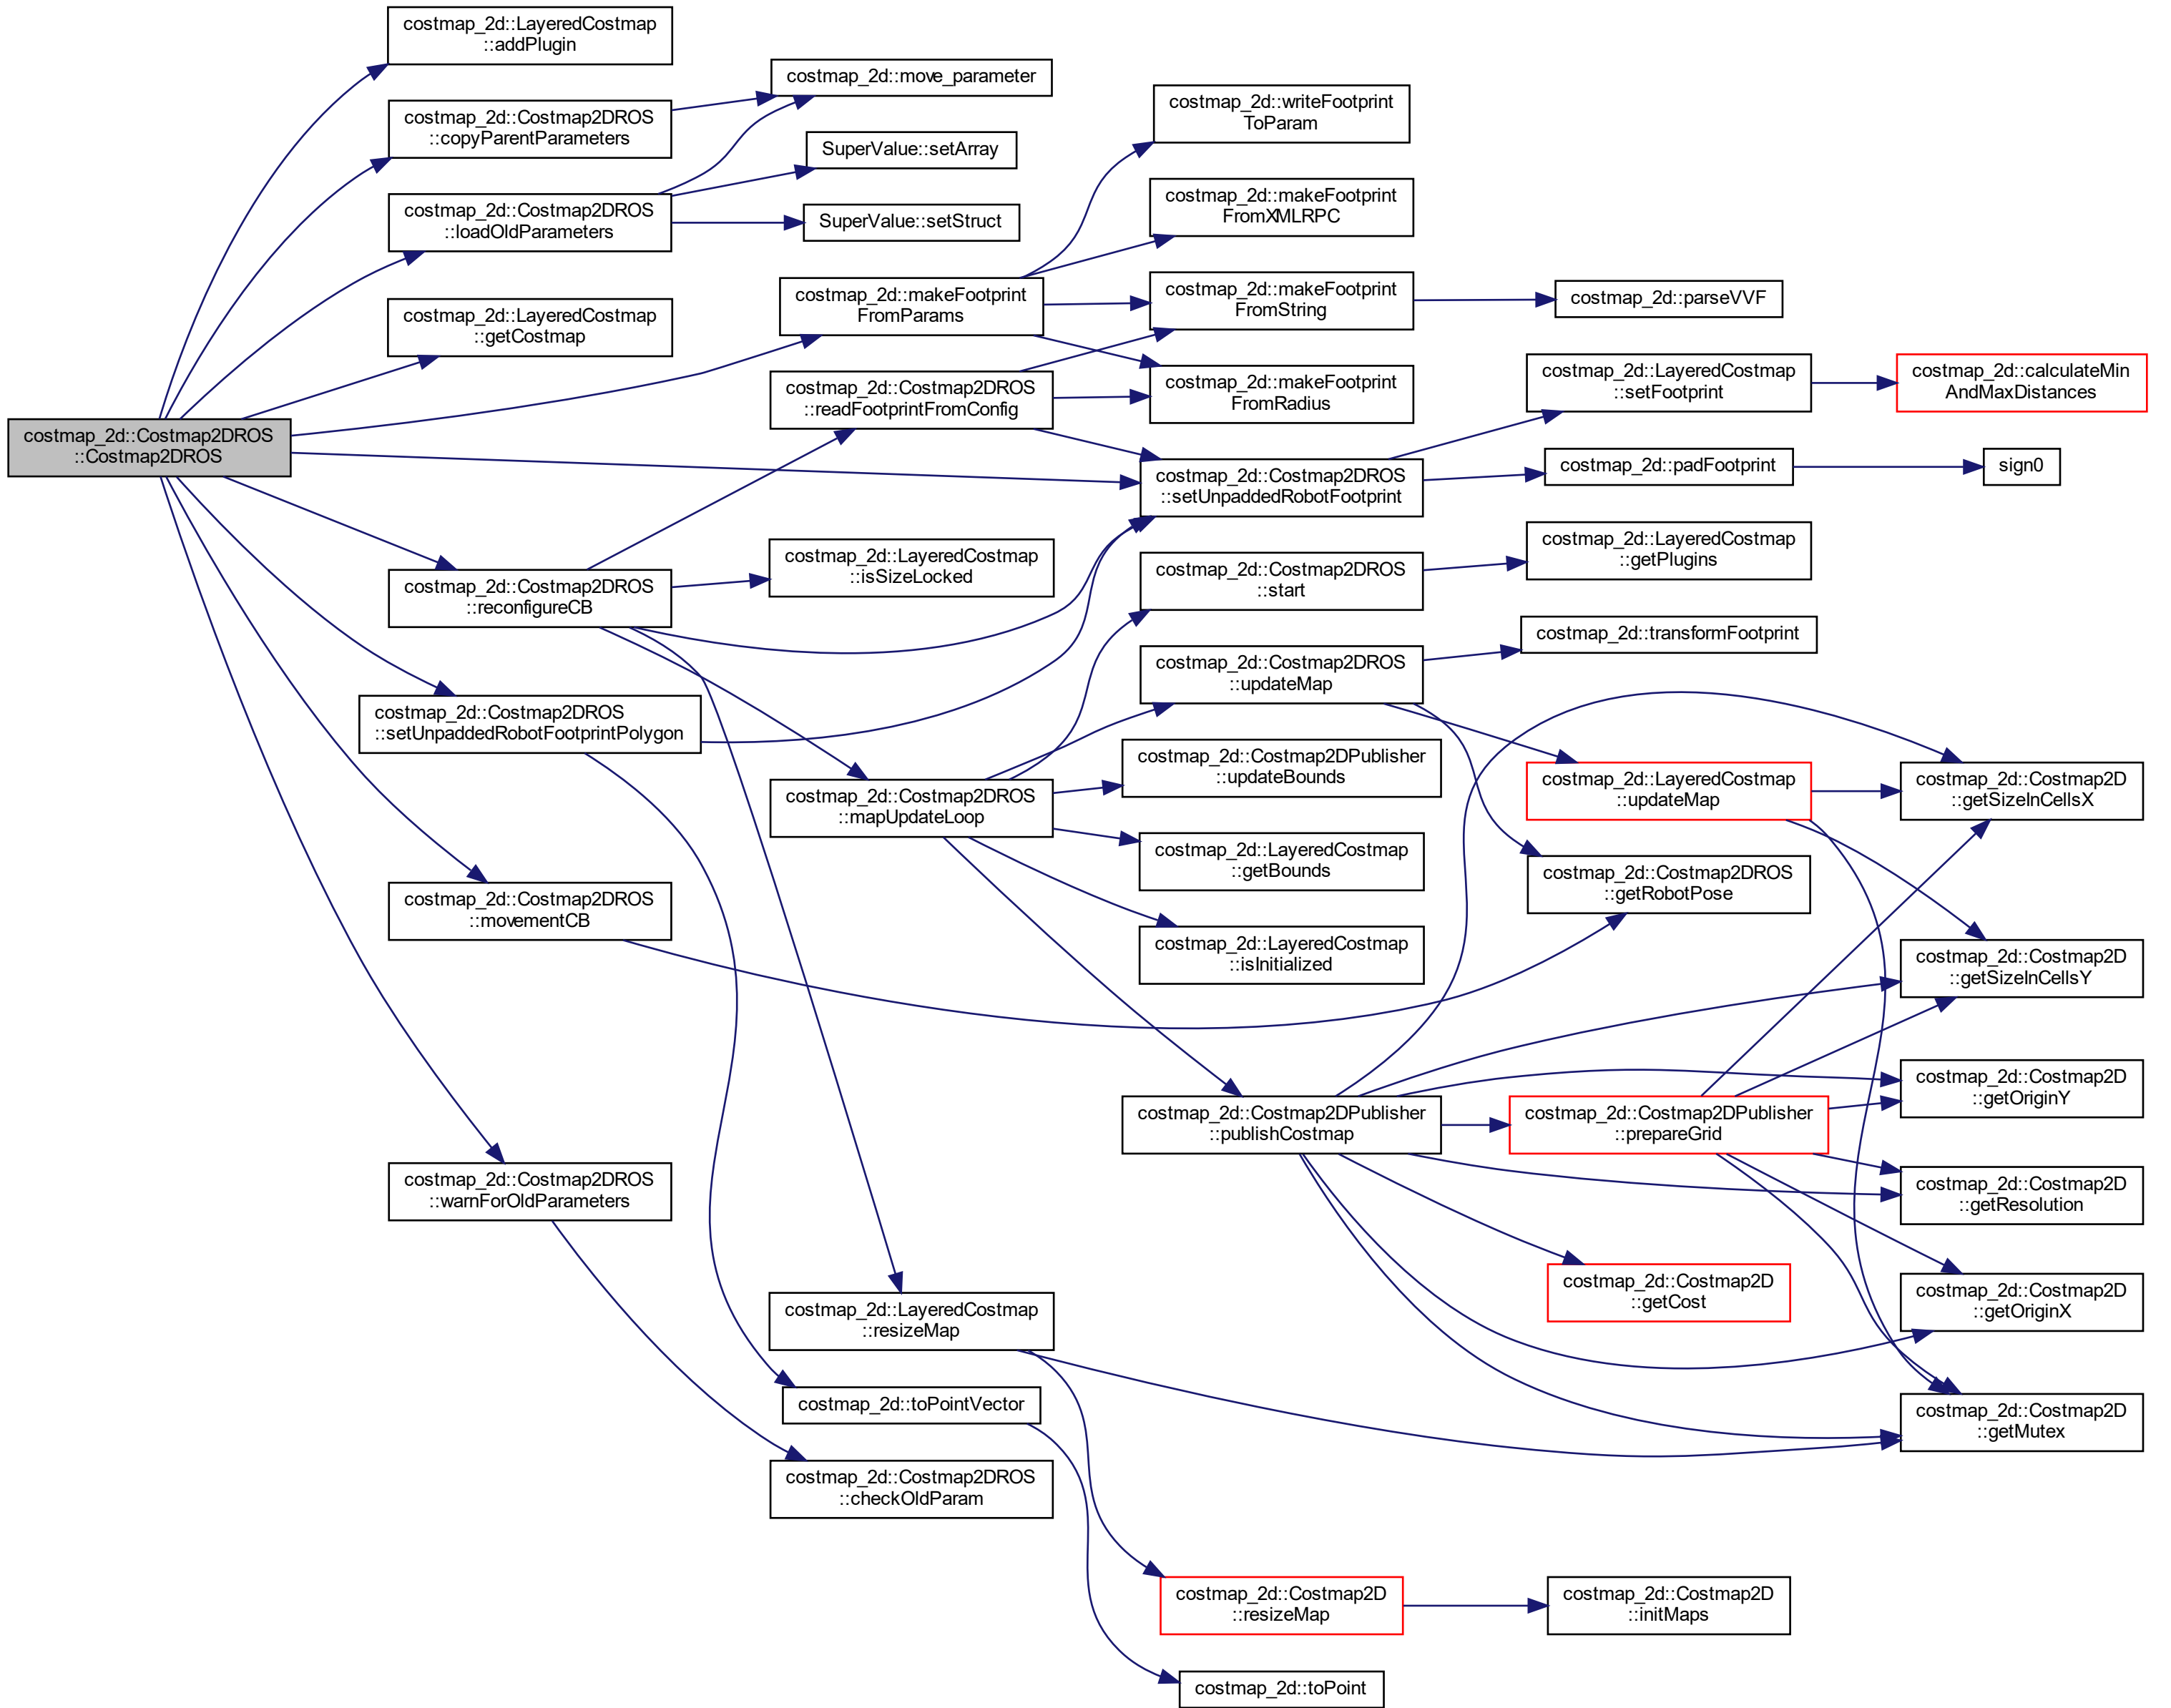 costmap_2d::Costmap2DROS
::Costmap2DROS
costmap_2d::LayeredCostmap
::addPlugin
costmap_2d::Costmap2DROS
::copyParentParameters
costmap_2d::Costmap2DROS
::loadOldParameters
costmap_2d::LayeredCostmap
::getCostmap
costmap_2d::Costmap2DROS
::reconfigureCB
costmap_2d::Costmap2DROS
::setUnpaddedRobotFootprintPolygon
costmap_2d::Costmap2DROS
::movementCB
costmap_2d::Costmap2DROS
::warnForOldParameters
costmap_2d::move_parameter
SuperValue::setArray
SuperValue::setStruct
costmap_2d::makeFootprint
FromParams
costmap_2d::Costmap2DROS
::readFootprintFromConfig
costmap_2d::LayeredCostmap
::isSizeLocked
costmap_2d::Costmap2DROS
::mapUpdateLoop
costmap_2d::LayeredCostmap
::resizeMap
costmap_2d::toPointVector
costmap_2d::Costmap2DROS
::checkOldParam
costmap_2d::writeFootprint
ToParam
costmap_2d::makeFootprint
FromXMLRPC
costmap_2d::makeFootprint
FromString
costmap_2d::makeFootprint
FromRadius
costmap_2d::Costmap2DROS
::setUnpaddedRobotFootprint
costmap_2d::Costmap2DROS
::start
costmap_2d::Costmap2DROS
::updateMap
costmap_2d::Costmap2DPublisher
::updateBounds
costmap_2d::LayeredCostmap
::getBounds
costmap_2d::LayeredCostmap
::isInitialized
costmap_2d::Costmap2DPublisher
::publishCostmap
costmap_2d::Costmap2D
::resizeMap
costmap_2d::toPoint
costmap_2d::parseVVF
costmap_2d::LayeredCostmap
::setFootprint
costmap_2d::padFootprint
costmap_2d::LayeredCostmap
::getPlugins
costmap_2d::transformFootprint
costmap_2d::LayeredCostmap
::updateMap
costmap_2d::Costmap2DROS
::getRobotPose
costmap_2d::Costmap2DPublisher
::prepareGrid
costmap_2d::Costmap2D
::getCost
costmap_2d::Costmap2D
::initMaps
costmap_2d::calculateMin
AndMaxDistances
sign0
costmap_2d::Costmap2D
::getSizeInCellsX
costmap_2d::Costmap2D
::getSizeInCellsY
costmap_2d::Costmap2D
::getOriginY
costmap_2d::Costmap2D
::getResolution
costmap_2d::Costmap2D
::getOriginX
costmap_2d::Costmap2D
::getMutex